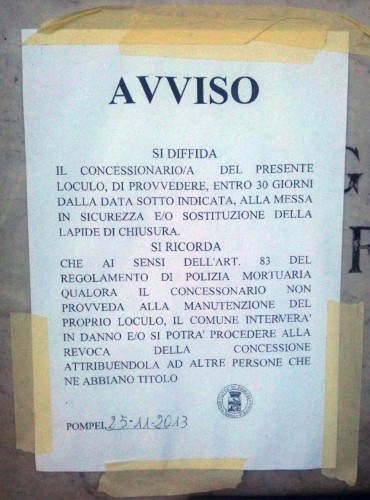 AVVISO
SI DIFFIDA
IL CONCESSIONARIO/A DEL PRESENTE
LOCULO, DI PROVVEDERE, ENTRO 30 GIORNI
DALLA DATA SOTTO INDICATA, ALLA MESSA
IN SICUREZZA E/O SOSTITUZIONE DELLA
LAPIDE DI CHIUSURA.
SI RICORDA
CHE AI SENSI DELL'ART. 83 DEL
REGOLAMENTO DI POLIZIA MORTUARIA
QUALORA IL CONCESSONARIO NON
PROVVEDA ALLA MANUTENZIONE DEL
PROPRIO LOCULO, IL COMUNE INTERVERA'
IN DANNO E/O SI POTRA' PROCEDERE ALLA
REVOCA DELLA CONCESSIONE
ATTRIBUENDOLA AD ALTRE PERSONE CHE
NE ABBIANO TITOLO
POMPEI, 25-11-2013
G
F